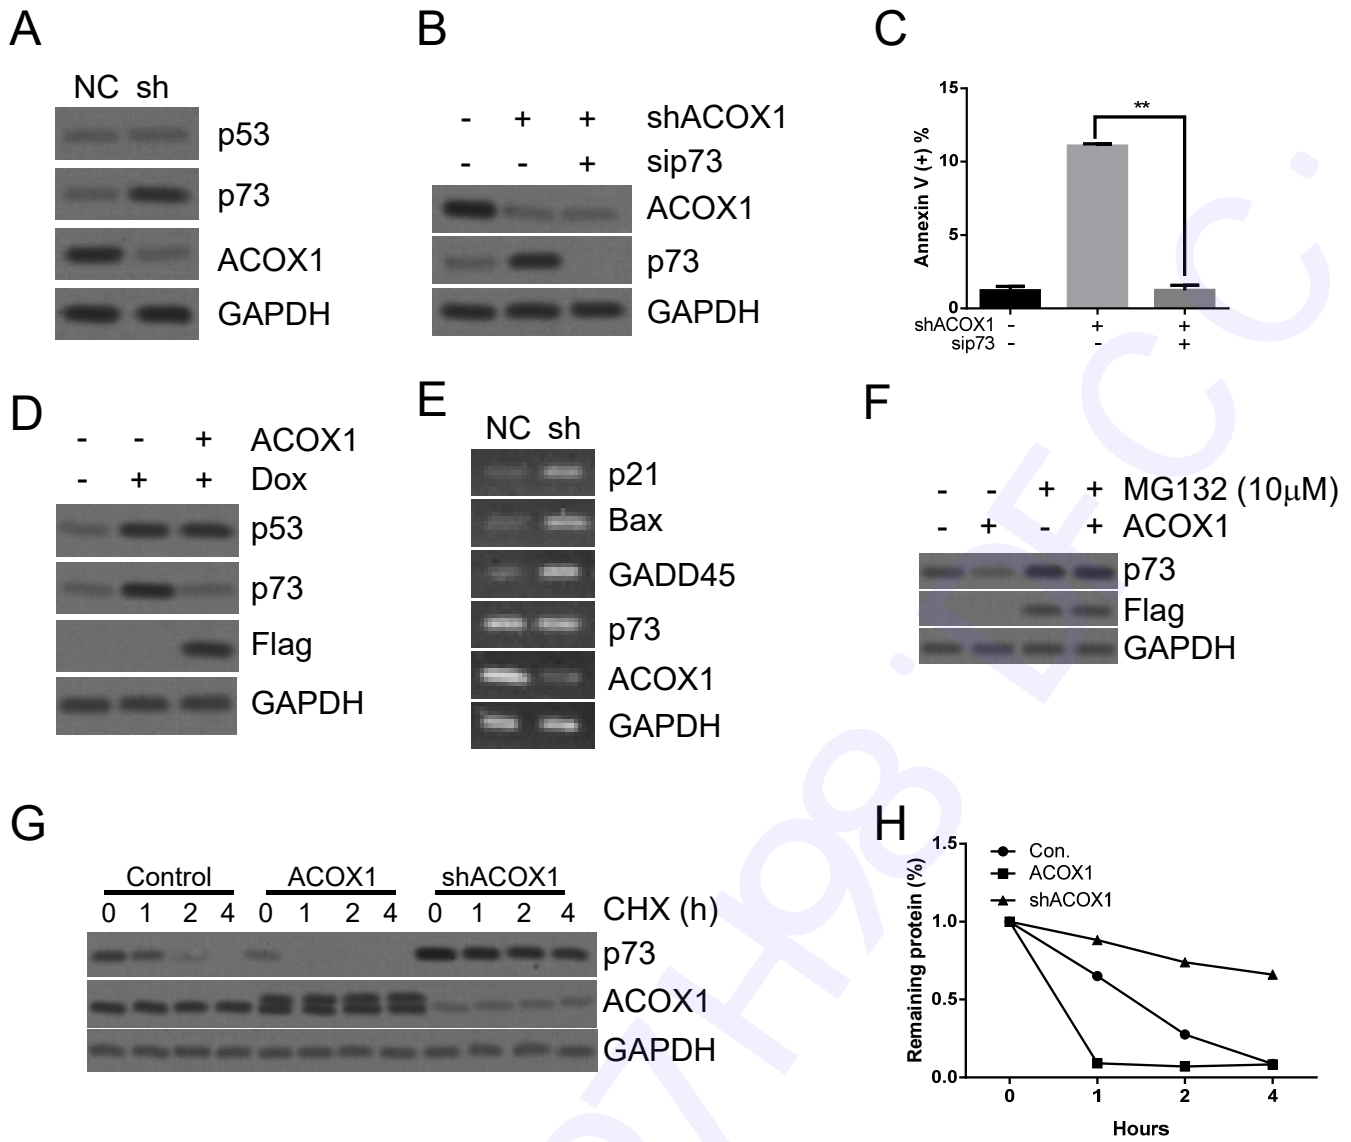 A
NC sh
p53
p73
ACOX1
GAPDH
B
- + + shACOX1
- - + sip73
ACOX1
p73
GAPDH
C
15
10
5
0
Annexin V (+) %
**
shACOX1 - + +
sip73 - - +
D
- - + ACOX1
- + + Dox
p53
p73
Flag
GAPDH
E
NC sh
p21
Bax
GADD45
p73
ACOX1
GAPDH
F
- - + + MG132 (10μM)
- + - + ACOX1
p73
Flag
GAPDH
G
Control ACOX1 shACOX1
0 1 2 4 0 1 2 4 0 1 2 4 CHX (h)
p73
ACOX1
GAPDH
H
1.5
1.0
0.5
0.0
Remaining protein (%)
Con.
ACOX1
shACOX1
0 1 2 4
Hours